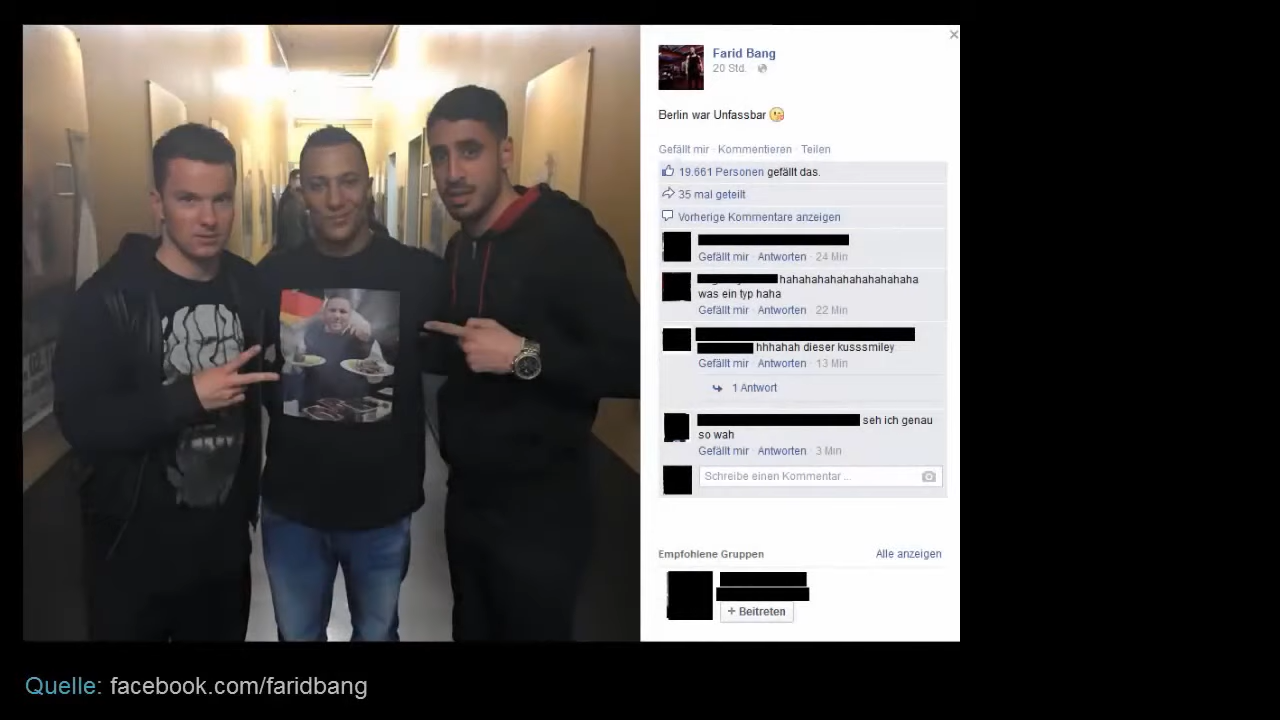 Farid Bang
20 Std.
Berlin war Unfassbar
Gefällt mir · Kommentieren · Teilen
19.661 Personen gefällt das.
35 mal geteilt
Vorherige Kommentare anzeigen
Gefällt mir · Antworten · 24 Min
hahahahahahahahahahaha
was ein typ haha
Gefällt mir · Antworten · 22 Min
hhhahah dieser kusssmiley
Gefällt mir · Antworten · 13 Min
1 Antwort
seh ich genau
so wah
Gefällt mir · Antworten · 3 Min
Schreibe einen Kommentar ...
Empfohlene Gruppen
Alle anzeigen
+ Beitreten
Quelle: facebook.com/faridbang